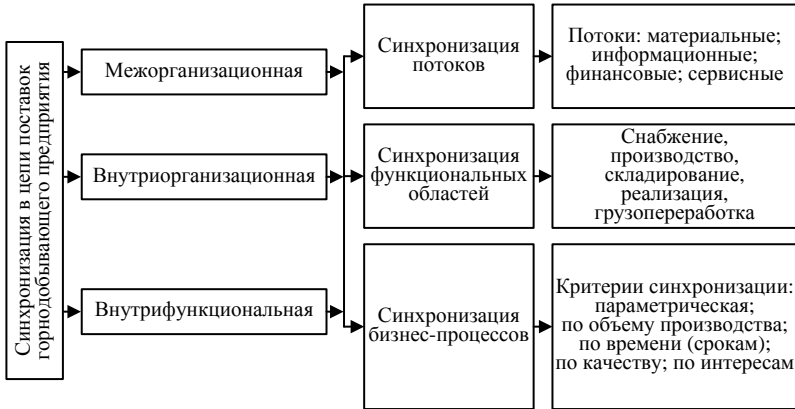 Синхронизация в цепи поставок
горнодобывающего предприятия
Межорганизационная
Внутриорганизационная
Внутрифункциональная
Синхронизация
потоков
Синхронизация
функциональных
областей
Синхронизация
бизнес-процессов
Потоки: материальные;
информационные;
финансовые; сервисные
Снабжение,
производство,
складирование,
реализация,
грузопереработка
Критерии синхронизации:
параметрическая;
по объему производства;
по времени (срокам);
по качеству; по интересам